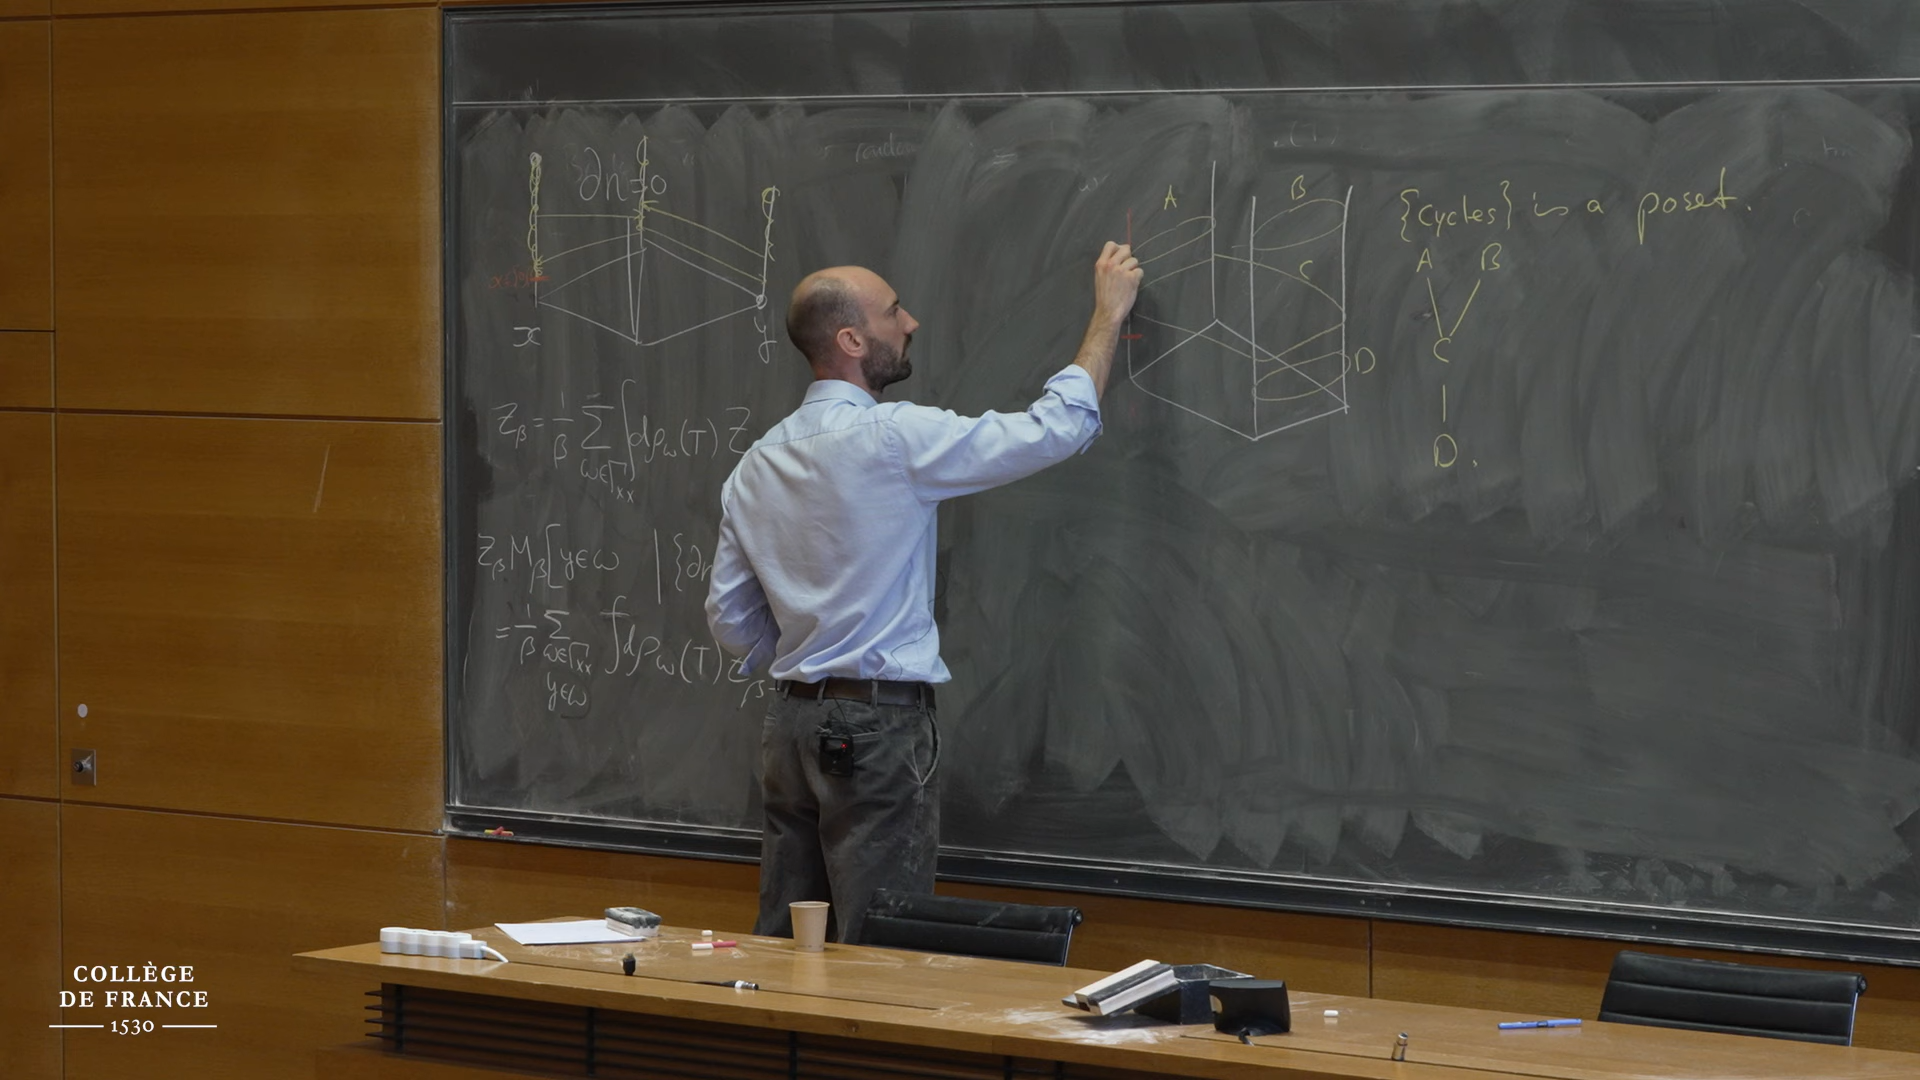 ∂n=0
x
y
Z_β = 1/β Σ_{ω∈Γ_xx} ∫ dρ_ω(T) Z
Z_β M_β [y∈ω | {∂n
= 1/β Σ_{ω∈Γ_xx, y∈ω} ∫ dρ_ω(T) Z_β-
A
B
C
D
{cycles} is a poset.
A B
C
D.
COLLÈGE
DE FRANCE
1530